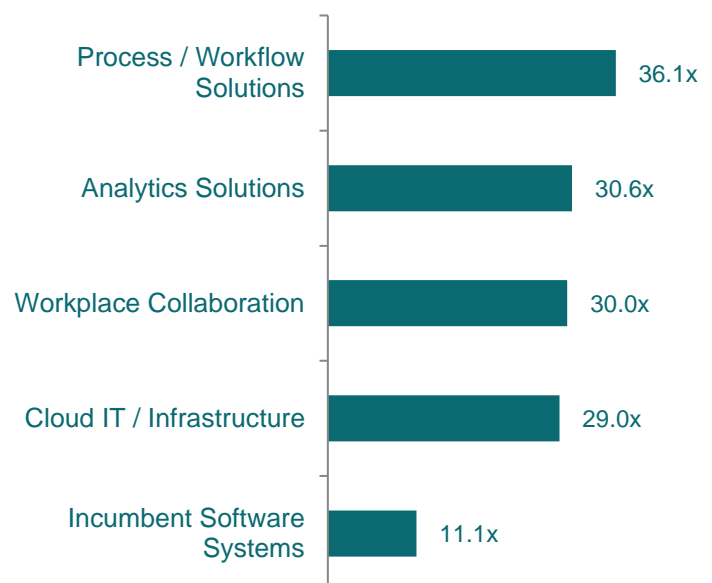 Process / Workflow
Solutions
36.1x
Analytics Solutions
30.6x
Workplace Collaboration
30.0x
Cloud IT / Infrastructure
29.0x
Incumbent Software
Systems
11.1x